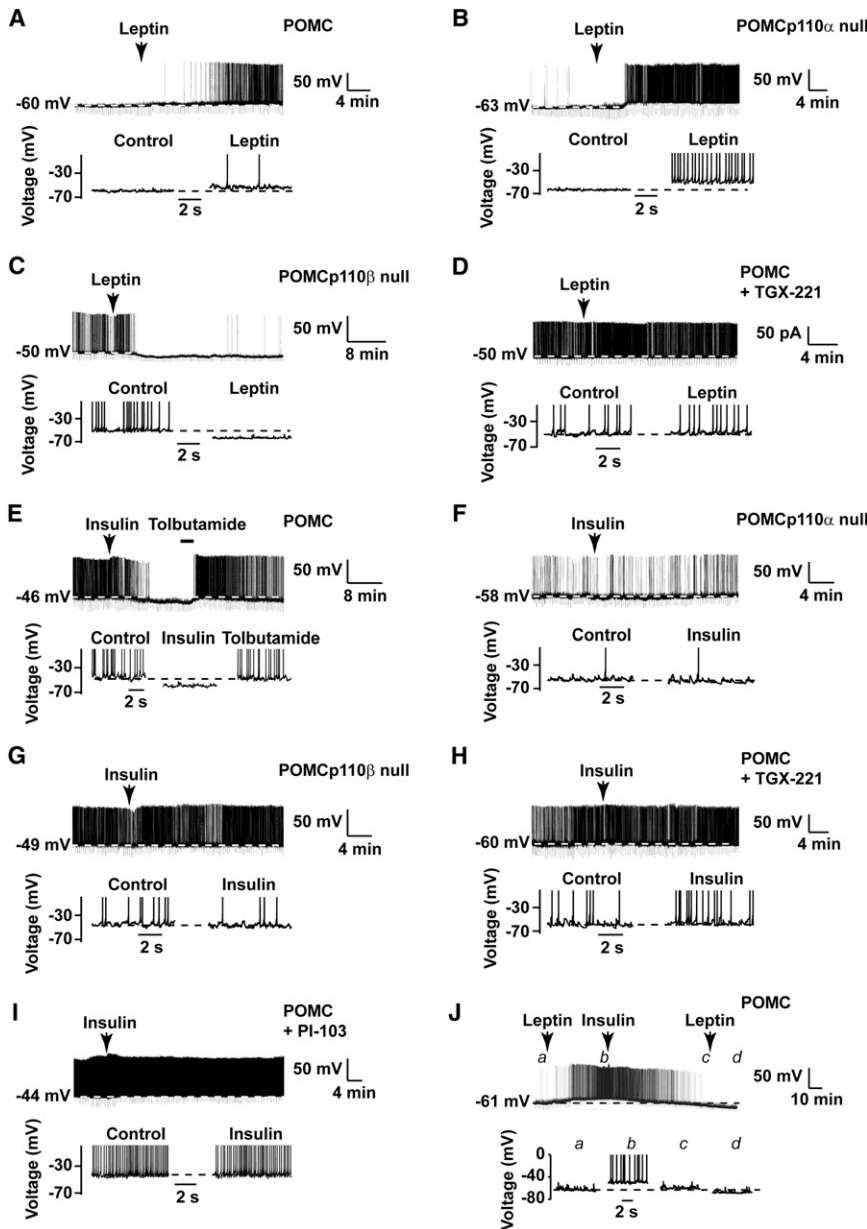 A
Leptin
POMC
-60 mV
50 mV
4 min
Voltage (mV)
-30
-70
Control
Leptin
2 s
B
Leptin
POMCp110α null
-63 mV
50 mV
4 min
Voltage (mV)
-30
-70
Control
Leptin
2 s
C
Leptin
POMCp110β null
-50 mV
50 mV
8 min
Voltage (mV)
-30
-70
Control
Leptin
2 s
D
Leptin
POMC
+ TGX-221
-50 mV
50 pA
4 min
Voltage (mV)
-30
-70
Control
Leptin
2 s
E
Insulin Tolbutamide
POMC
-46 mV
50 mV
8 min
Voltage (mV)
-30
-70
Control Insulin Tolbutamide
2 s
F
Insulin
POMCp110α null
-58 mV
50 mV
4 min
Voltage (mV)
-30
-70
Control
Insulin
2 s
G
Insulin
POMCp110β null
-49 mV
50 mV
4 min
Voltage (mV)
-30
-70
Control
Insulin
2 s
H
Insulin
POMC
+ TGX-221
-60 mV
50 mV
4 min
Voltage (mV)
-30
-70
Control
Insulin
2 s
I
Insulin
POMC
+ PI-103
-44 mV
50 mV
4 min
Voltage (mV)
-30
-70
Control
Insulin
2 s
J
POMC
Leptin Insulin Leptin
a b c d
-61 mV
50 mV
10 min
Voltage (mV)
0
-40
-80
a b c d
2 s